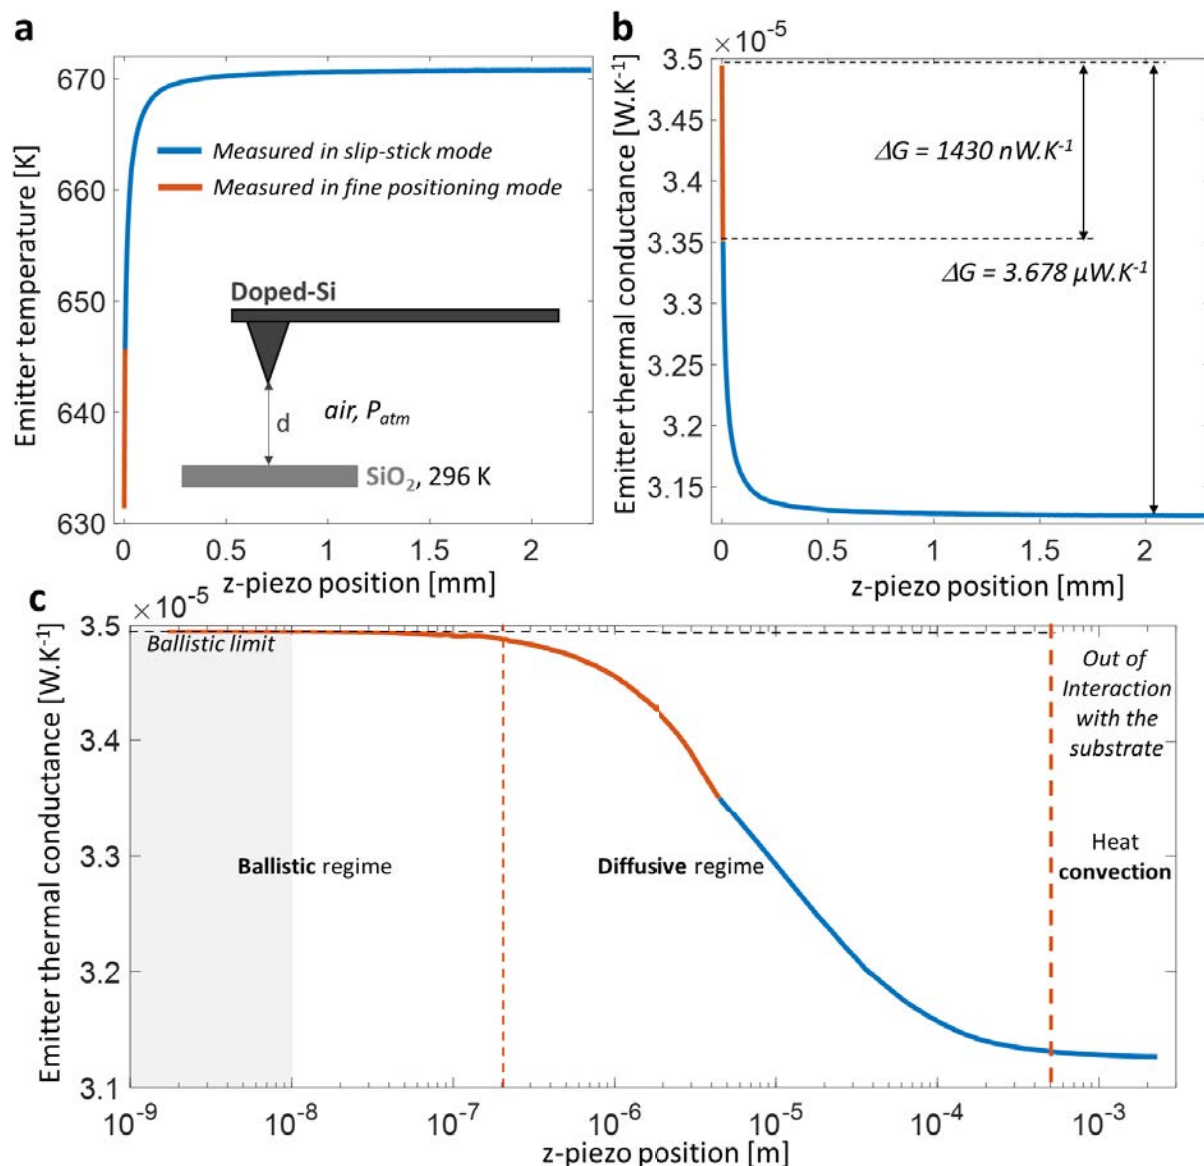 a
Emitter temperature [K]
670
660
650
640
630
Measured in slip-stick mode
Measured in fine positioning mode
Doped-Si
d
air, Patm
SiO2, 296 K
0
0.5
1
1.5
2
z-piezo position [mm]
b
×10-5
Emitter thermal conductance [W.K-1]
3.5
3.45
3.4
3.35
3.3
3.25
3.2
3.15
ΔG = 1430 nW.K-1
ΔG = 3.678 μW.K-1
0
0.5
1
1.5
2
z-piezo position [mm]
c
×10-5
Emitter thermal conductance [W.K-1]
3.5
3.4
3.3
3.2
3.1
Ballistic limit
Ballistic regime
Diffusive regime
Out of
Interaction
with the
substrate
Heat
convection
10-9
10-8
10-7
10-6
10-5
10-4
10-3
z-piezo position [m]